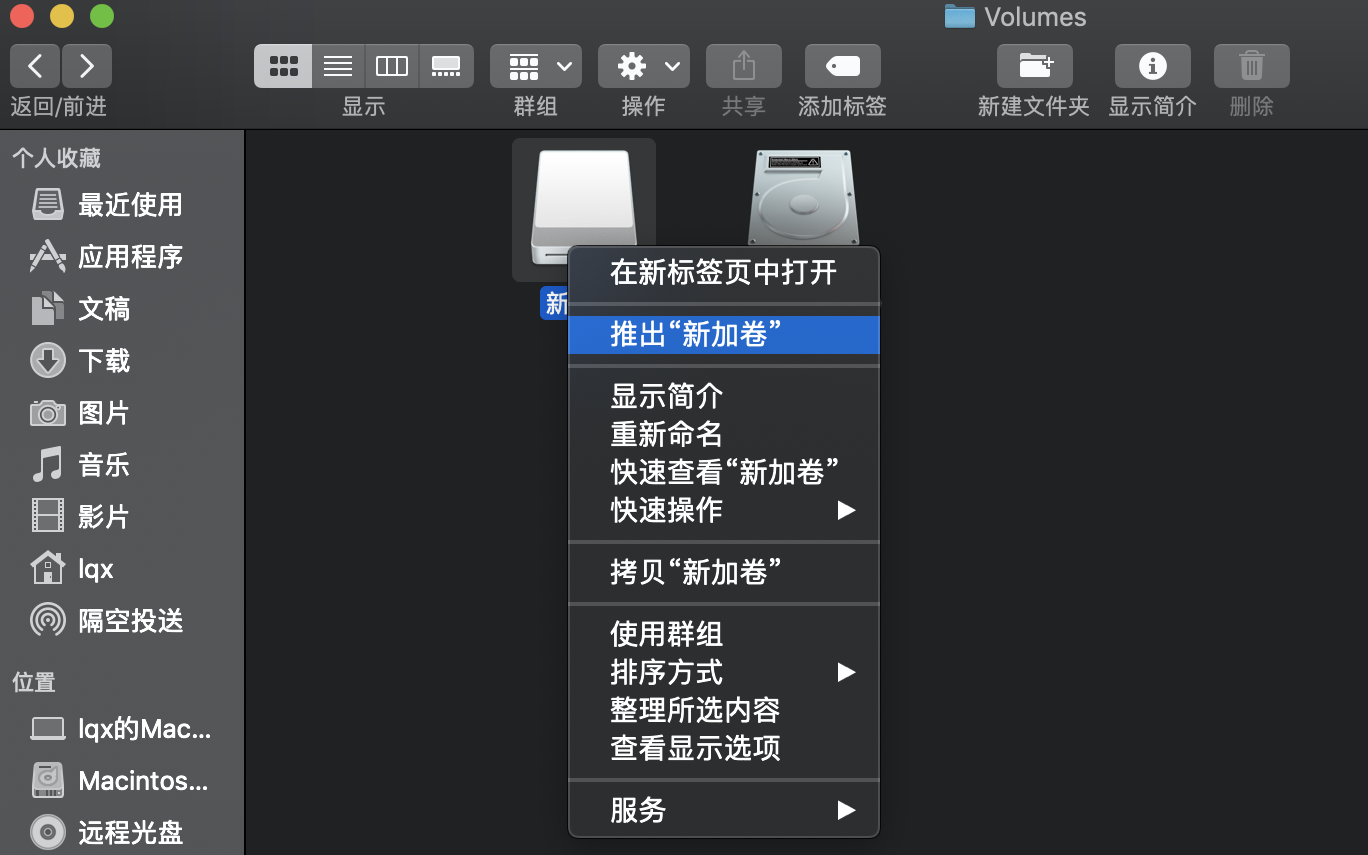 Volumes
返回/前进
显示
群组
操作
共享
添加标签
新建文件夹
显示简介
删除
个人收藏
最近使用
应用程序
文稿
下载
图片
音乐
影片
lqx
隔空投送
位置
lqx的Mac...
Macintos...
远程光盘
新
在新标签页中打开
推出“新加卷”
显示简介
重新命名
快速查看“新加卷”
快速操作
拷贝“新加卷”
使用群组
排序方式
整理所选内容
查看显示选项
服务